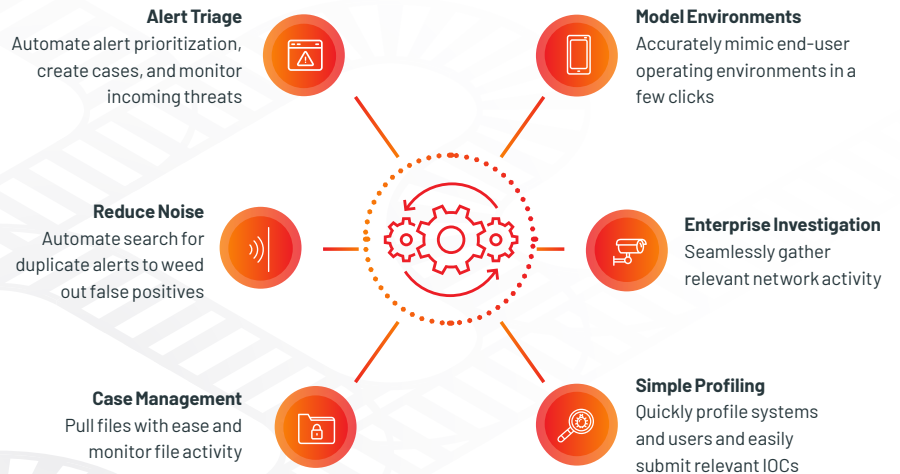 Alert Triage
Automate alert prioritization,
create cases, and monitor
incoming threats
Model Environments
Accurately mimic end-user
operating environments in a
few clicks
Reduce Noise
Automate search for
duplicate alerts to weed
out false positives
Enterprise Investigation
Seamlessly gather
relevant network activity
Case Management
Pull files with ease and
monitor file activity
Simple Profiling
Quickly profile systems
and users and easily
submit relevant IOCs